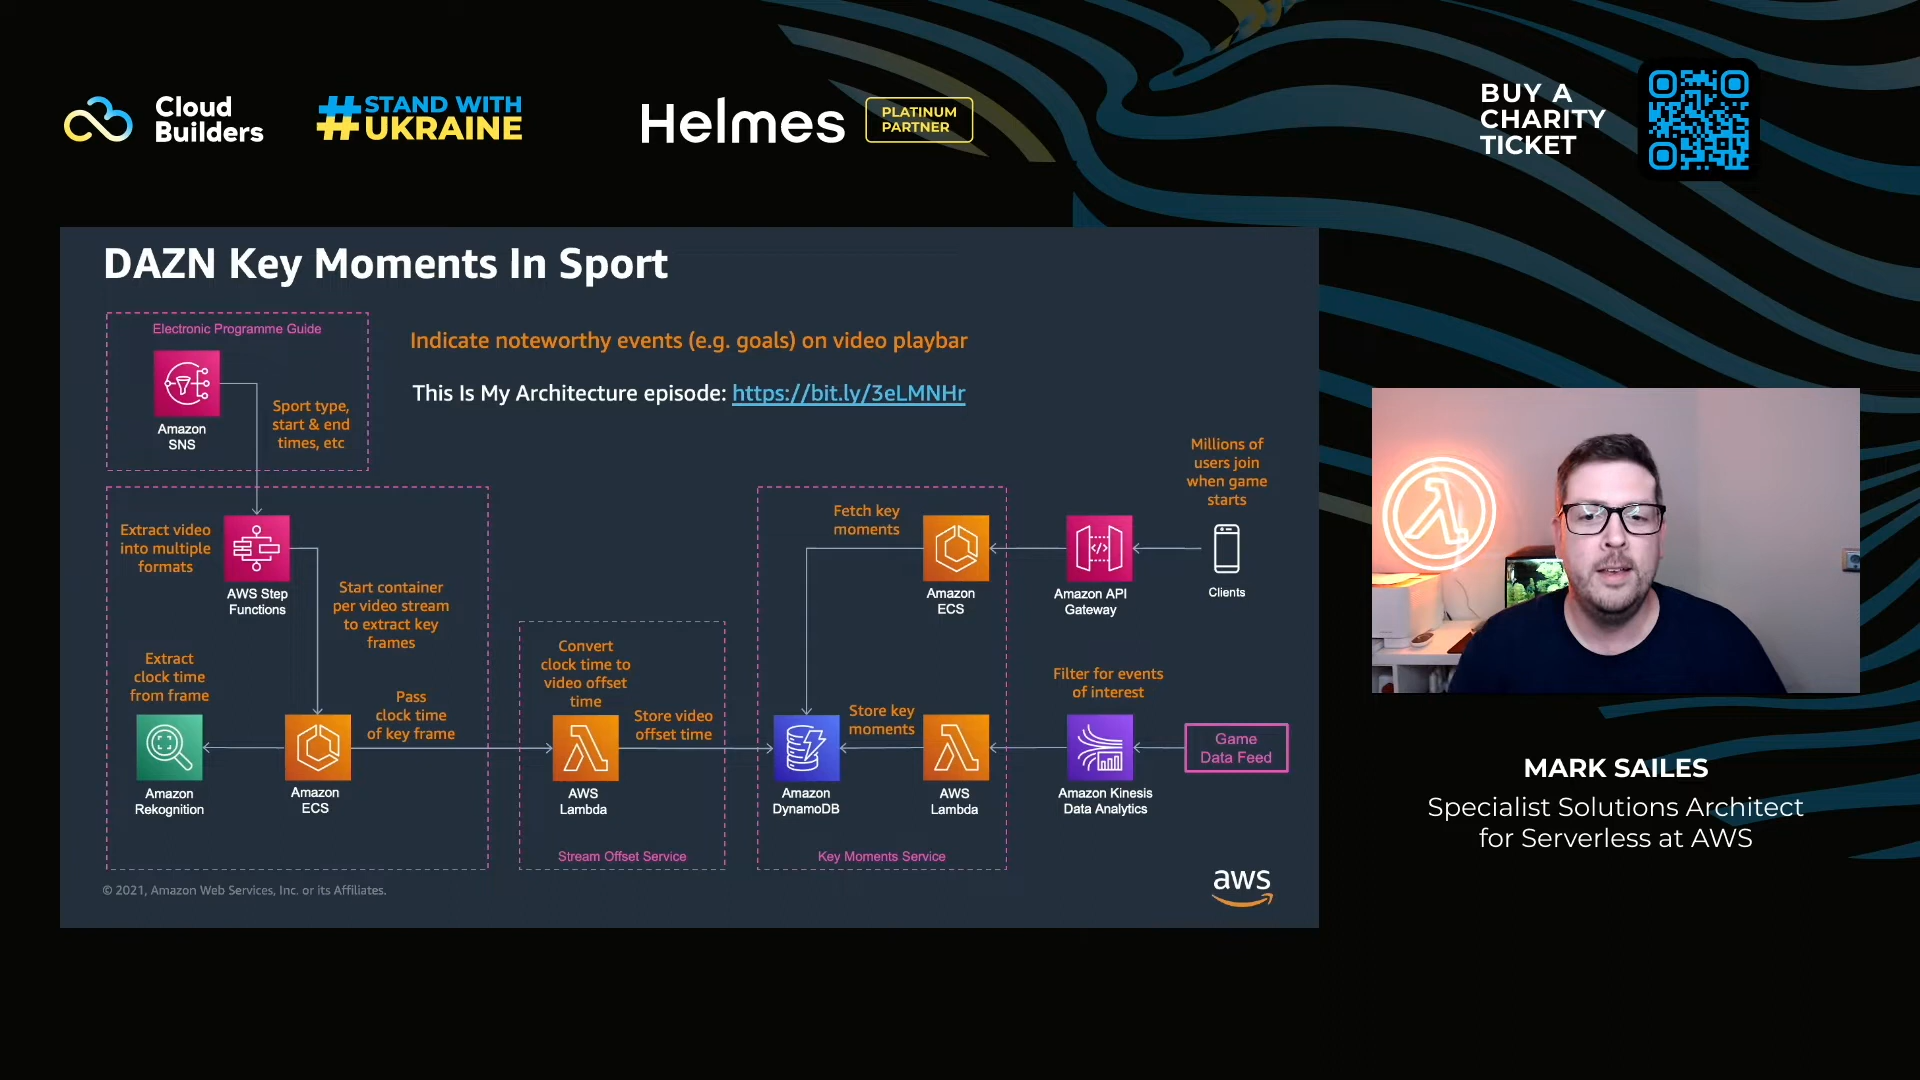 Cloud
Builders
#STAND WITH
UKRAINE
Helmes
PLATINUM
PARTNER
BUY A
CHARITY
TICKET
DAZN Key Moments In Sport
Electronic Programme Guide
Amazon
SNS
Sport type,
start & end
times, etc
Indicate noteworthy events (e.g. goals) on video playbar
This Is My Architecture episode: https://bit.ly/3eLMNHr
Extract video
into multiple
formats
AWS Step
Functions
Start container
per video stream
to extract key
frames
Extract
clock time
from frame
Amazon
Rekognition
Amazon
ECS
Pass
clock time
of key frame
Convert
clock time to
video offset
time
AWS
Lambda
Store video
offset time
Stream Offset Service
Fetch key
moments
Amazon
ECS
Amazon
DynamoDB
Store key
moments
AWS
Lambda
Key Moments Service
Amazon API
Gateway
Millions of
users join
when game
starts
Clients
Filter for events
of interest
Amazon Kinesis
Data Analytics
Game
Data Feed
© 2021, Amazon Web Services, Inc. or its Affiliates.
aws
MARK SAILES
Specialist Solutions Architect
for Serverless at AWS